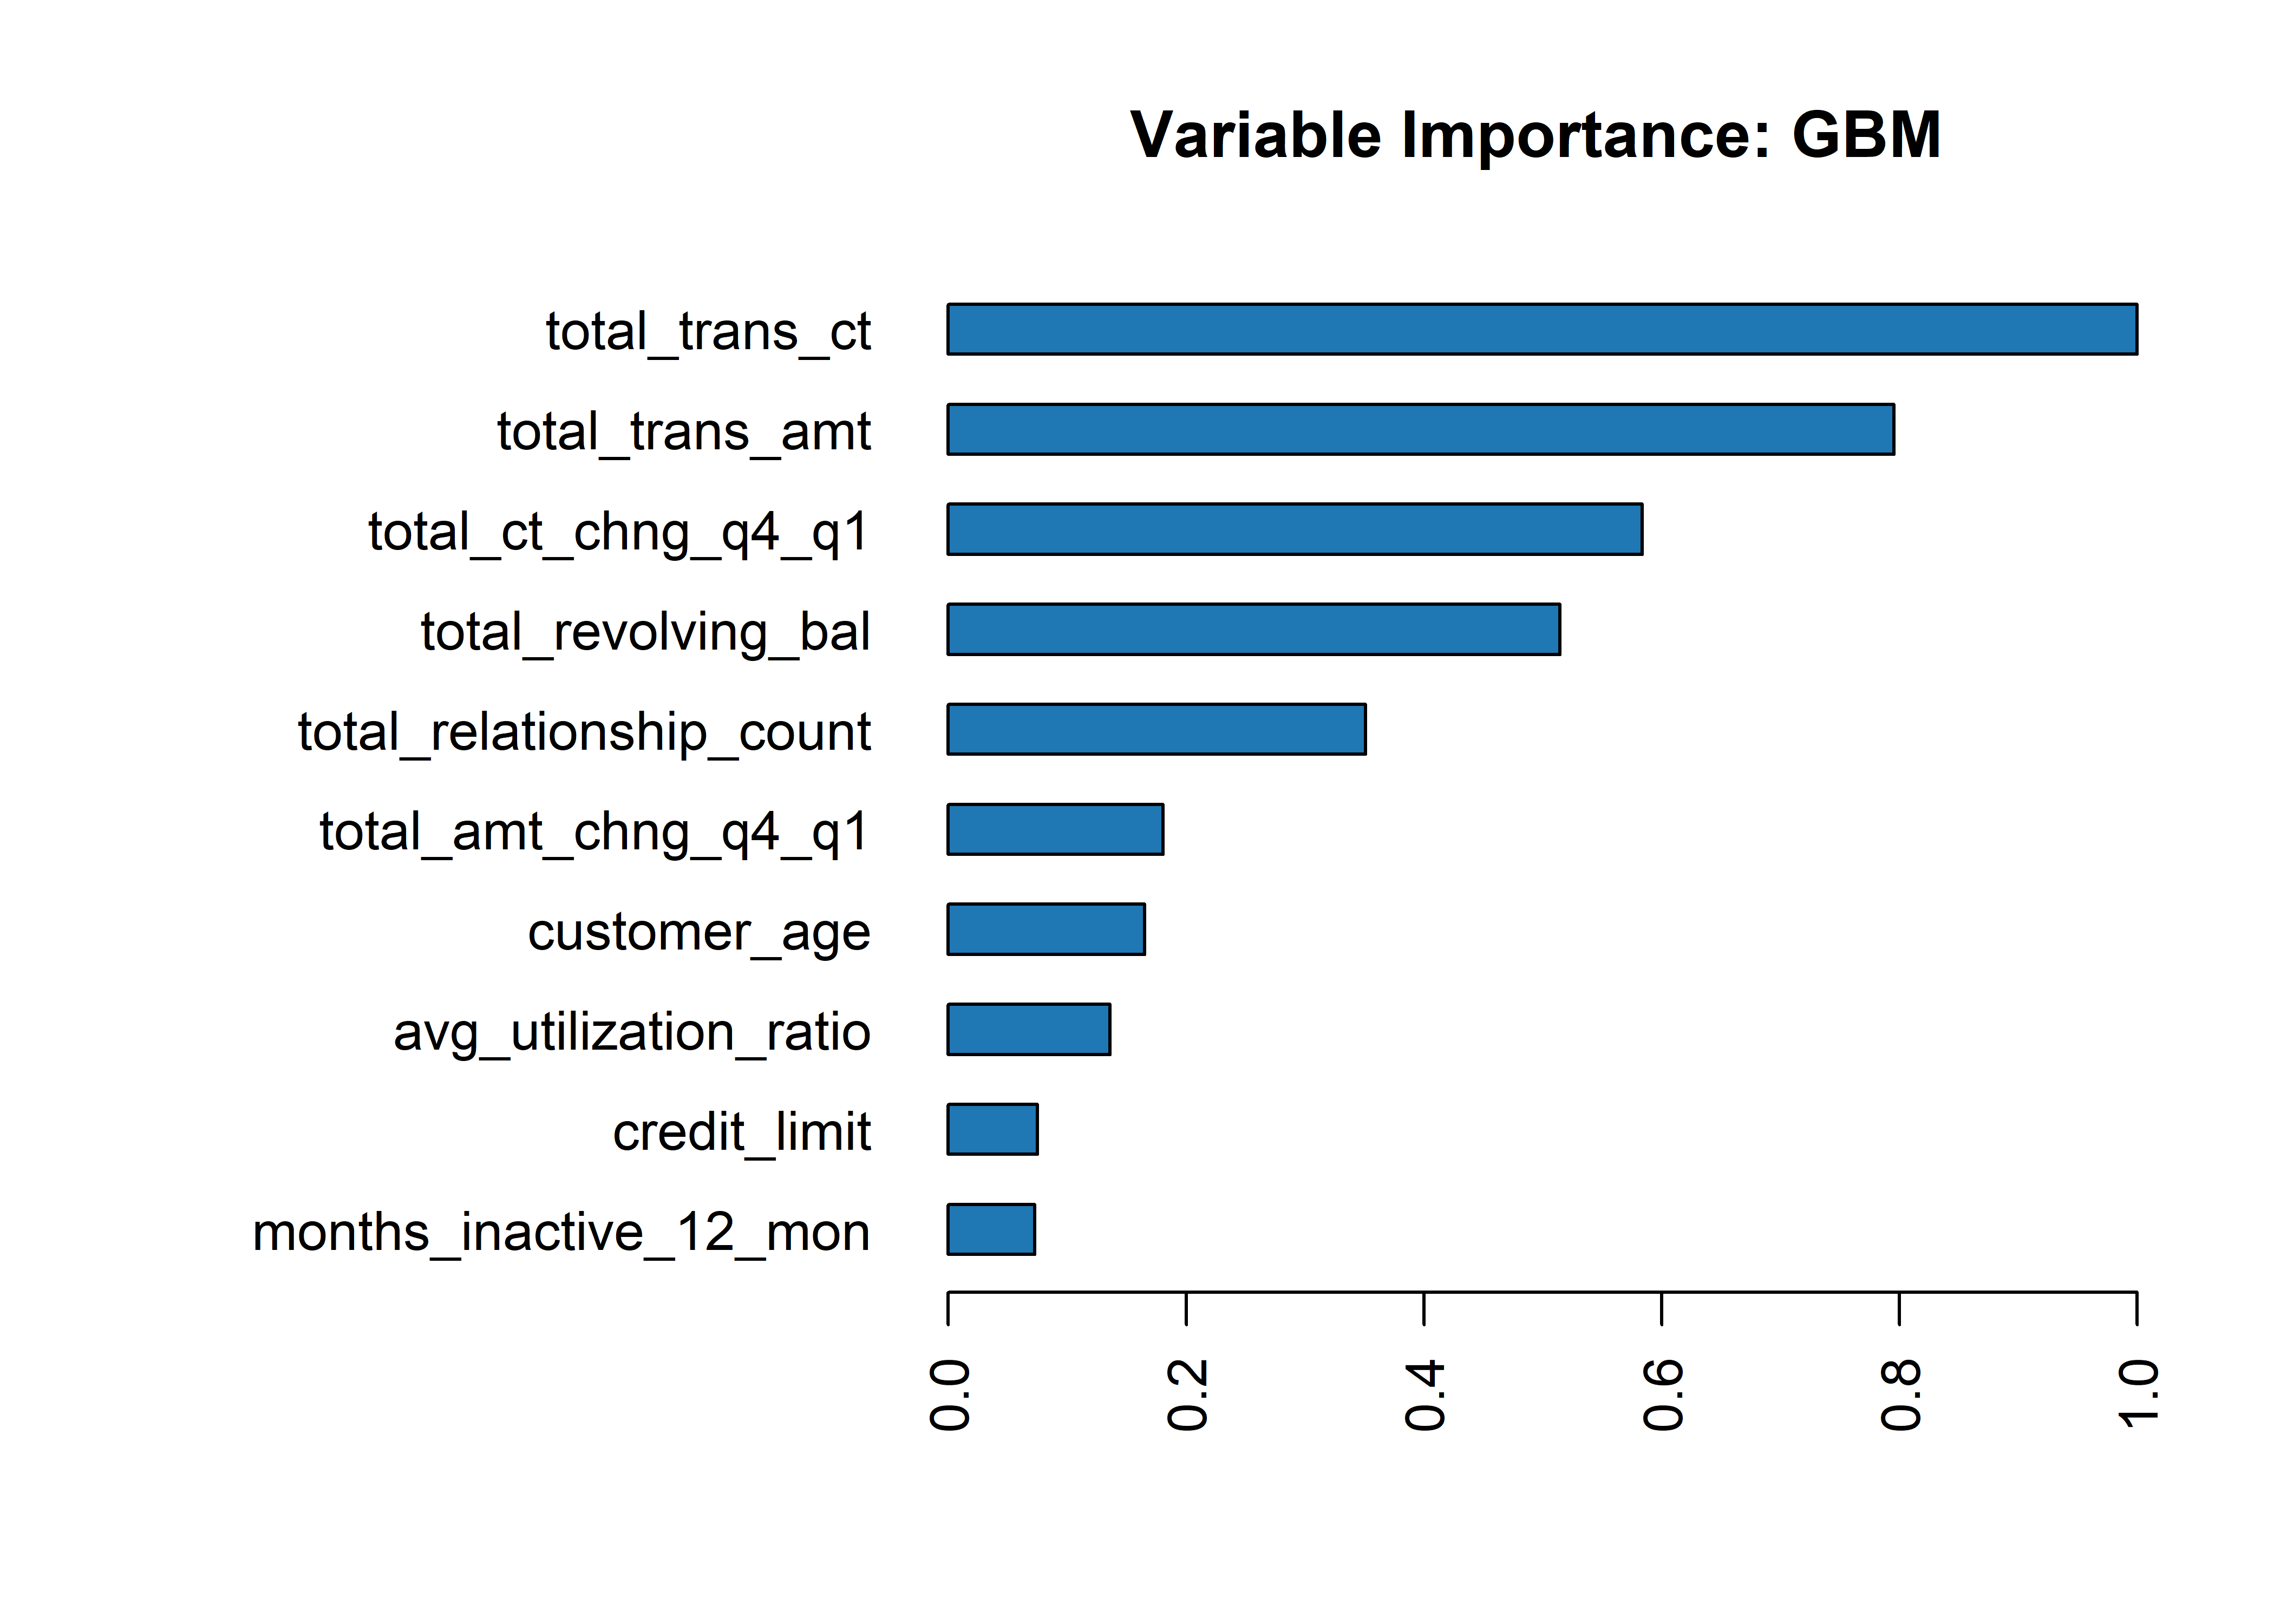 Variable Importance: GBM
total_trans_ct
total_trans_amt
total_ct_chng_q4_q1
total_revolving_bal
total_relationship_count
total_amt_chng_q4_q1
customer_age
avg_utilization_ratio
credit_limit
months_inactive_12_mon
0.0
0.2
0.4
0.6
0.8
1.0